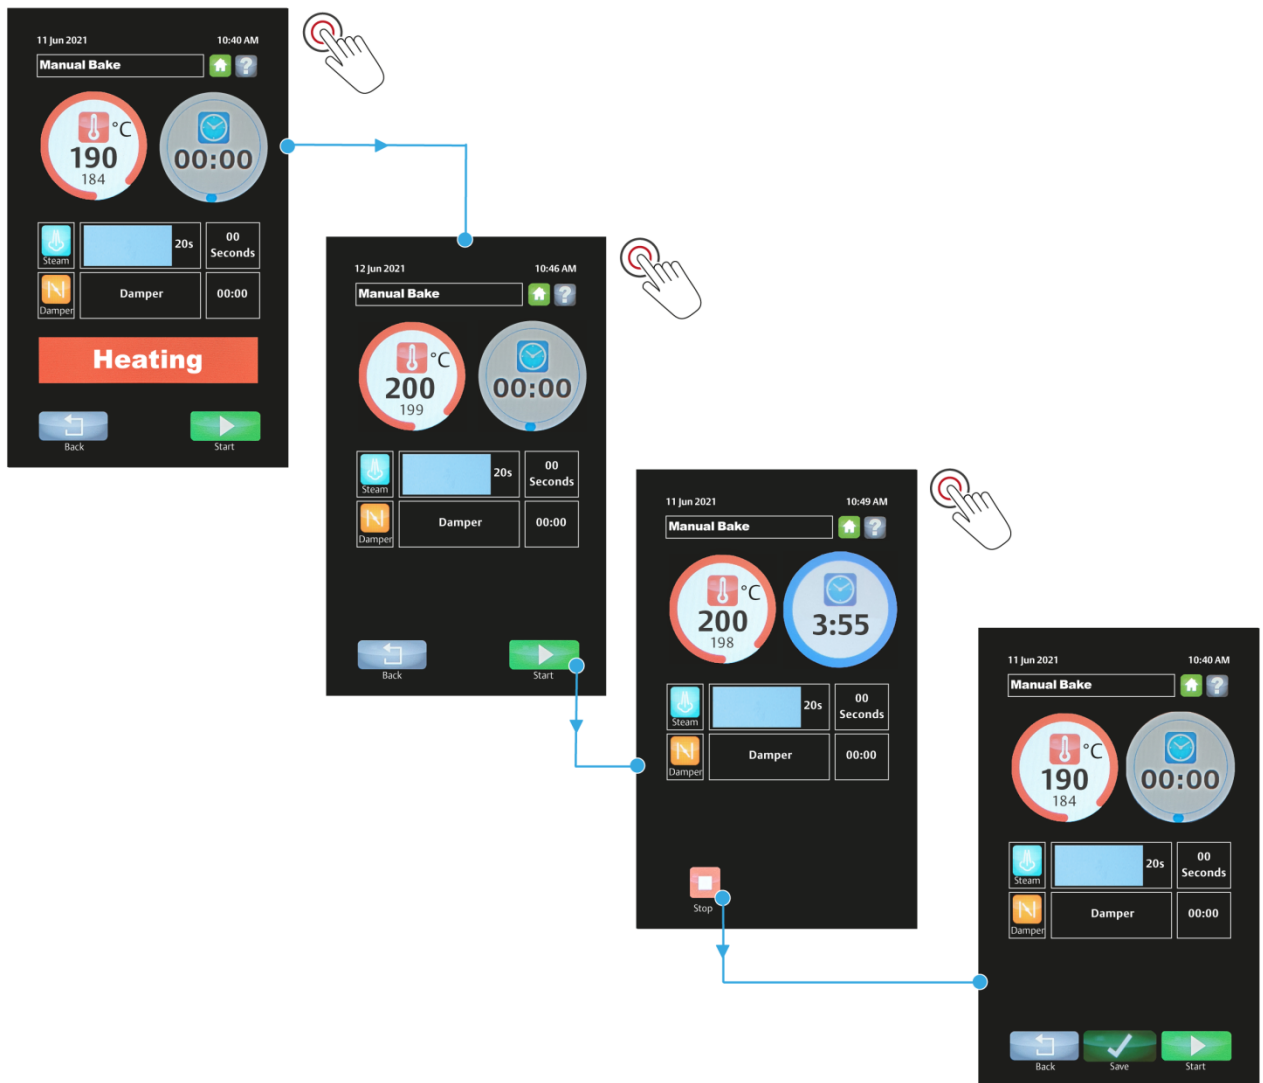 11 Jun 2021 10:40 AM
Manual Bake
?
°C
190
184
00:00
20s
00
Seconds
Steam
Damper
00:00
Damper
Heating
Back
Start
12 Jun 2021 10:46 AM
Manual Bake
?
°C
200
199
00:00
20s
00
Seconds
Steam
Damper
00:00
Damper
Back
Start
11 Jun 2021 10:49 AM
Manual Bake
?
°C
200
198
3:55
20s
00
Seconds
Steam
Damper
00:00
Damper
Stop
11 Jun 2021 10:40 AM
Manual Bake
?
°C
190
184
00:00
20s
00
Seconds
Steam
Damper
00:00
Damper
Back
Save
Start